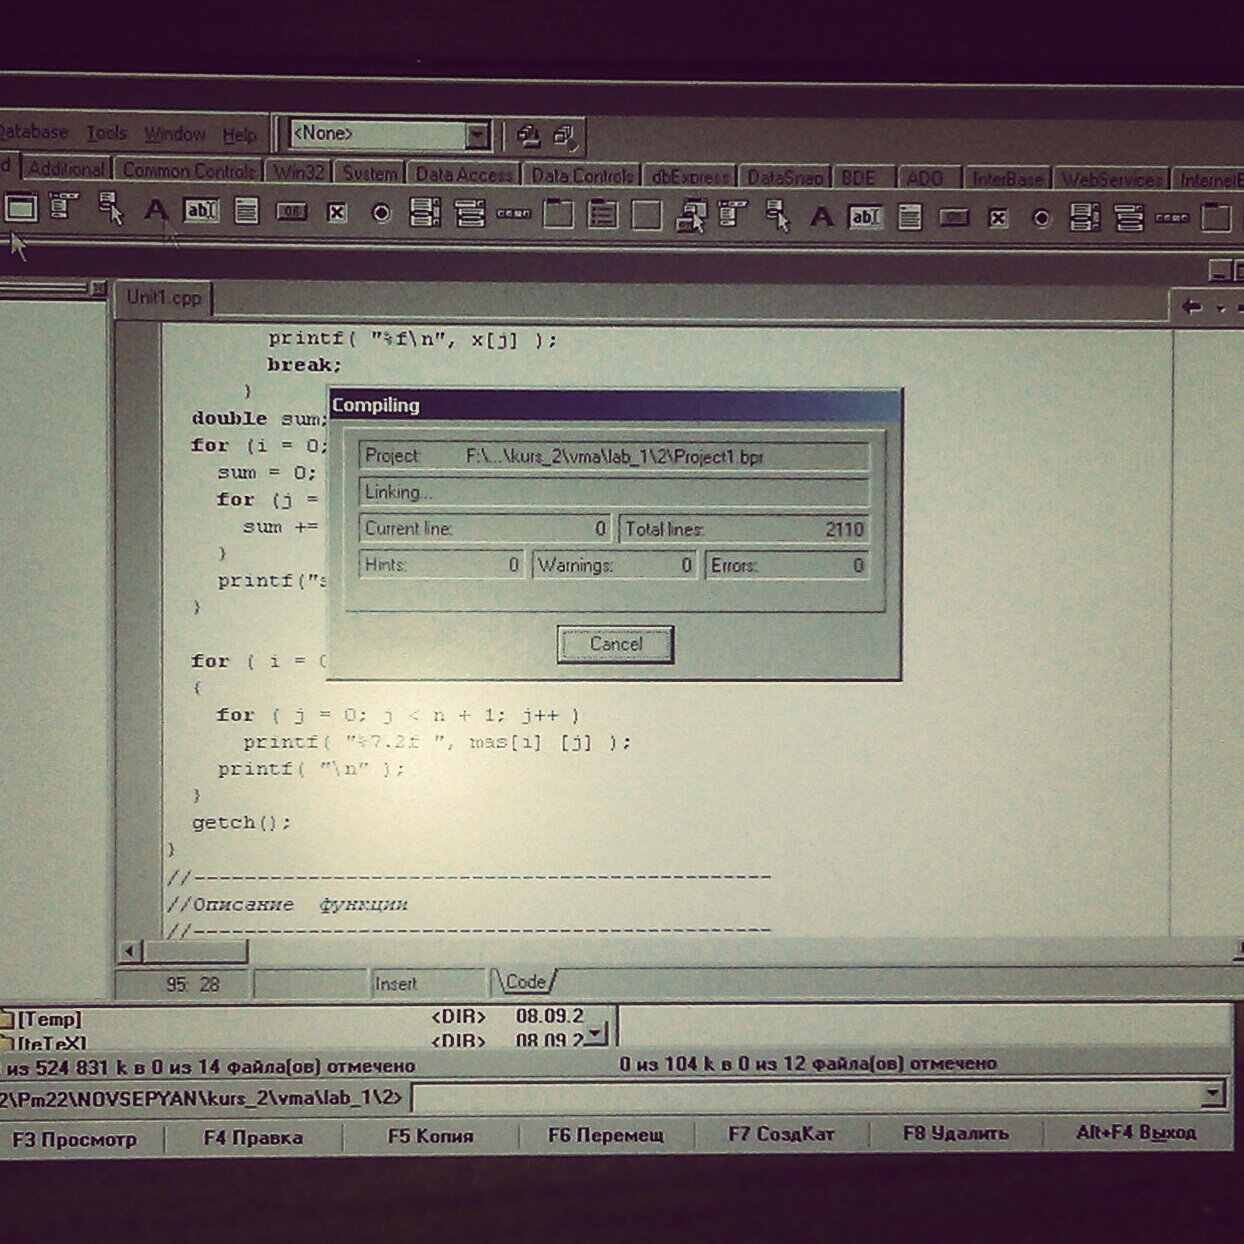 Database Tools Window Help <None>
Additional Common Controls Win32 System Data Access Data Controls dbExpress DataSnap BDE ADO InterBase WebServices
Unit1.cpp
printf( "%f\n", x[j] );
break;
}
double sum;
for (i = 0;
sum = 0;
for (j =
sum +=
}
printf("s
}
for ( i = 0
{
for ( j = 0; j < n + 1; j++ )
printf( "%7.2f ", mas[i] [j] );
printf( "\n" );
}
getch();
}
//---------------------------------------------
//Описание функции
//---------------------------------------------
Compiling
Project: F:\...\kurs_2\vma\lab_1\2\Project1.bpr
Linking...
Current line: 0 Total lines: 2110
Hints: 0 Warnings: 0 Errors: 0
Cancel
95: 28 Insert \Code/
[Temp] <DIR> 08.09.2
[teTeX] <DIR> 08.09.2
из 524 831 k в 0 из 14 файла(ов) отмечено 0 из 104 k в 0 из 12 файла(ов) отмечено
2\Pm22\NOVSEPYAN\kurs_2\vma\lab_1\2>
F3 Просмотр F4 Правка F5 Копия F6 Перемещ F7 СоздКат F8 Удалить Alt+F4 Выход